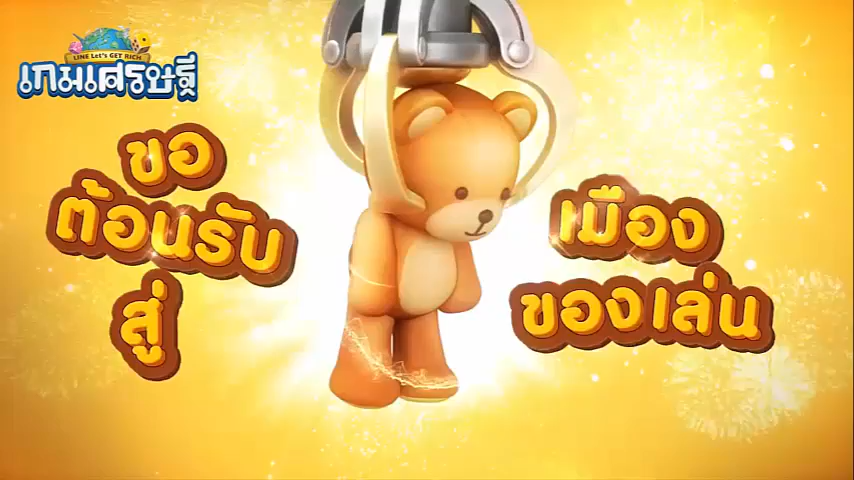 LINE Let's GET RICH
เกมเศรษฐี
ขอ
ต้อนรับ
สู่
เมือง
ของเล่น